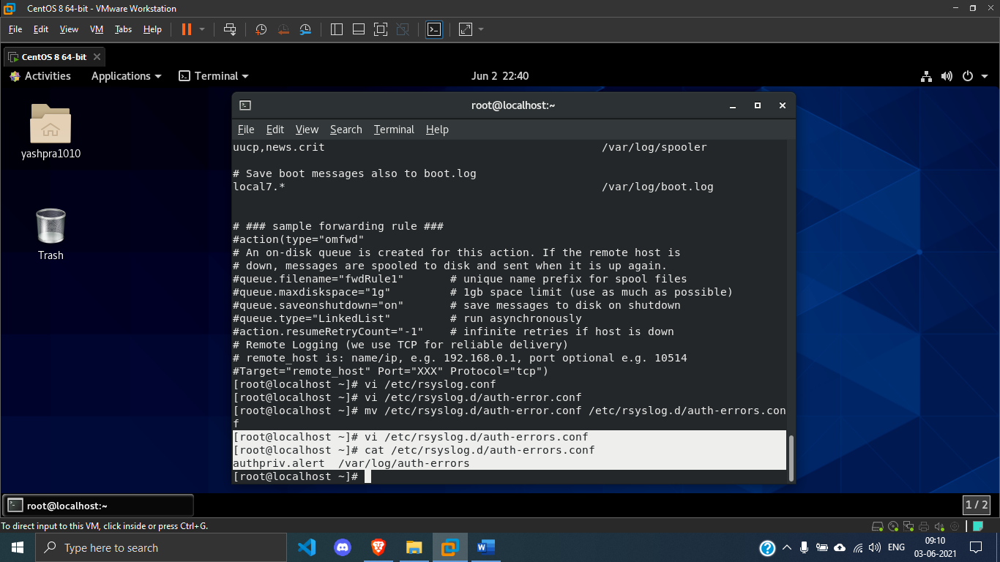 CentOS 8 64-bit - VMware Workstation
File Edit View VM Tabs Help
CentOS 8 64-bit
Activities Applications Terminal Jun 2 22:40
root@localhost:~
File Edit View Search Terminal Help
yashpra1010
Trash
uucp,news.crit /var/log/spooler
# Save boot messages also to boot.log
local7.* /var/log/boot.log
# ### sample forwarding rule ###
#action(type="omfwd"
# An on-disk queue is created for this action. If the remote host is
# down, messages are spooled to disk and sent when it is up again.
#queue.filename="fwdRule1" # unique name prefix for spool files
#queue.maxdiskspace="1g" # 1gb space limit (use as much as possible)
#queue.saveonshutdown="on" # save messages to disk on shutdown
#queue.type="LinkedList" # run asynchronously
#action.resumeRetryCount="-1" # infinite retries if host is down
# Remote Logging (we use TCP for reliable delivery)
# remote_host is: name/ip, e.g. 192.168.0.1, port optional e.g. 10514
#Target="remote_host" Port="XXX" Protocol="tcp")
[root@localhost ~]# vi /etc/rsyslog.conf
[root@localhost ~]# vi /etc/rsyslog.d/auth-error.conf
[root@localhost ~]# mv /etc/rsyslog.d/auth-error.conf /etc/rsyslog.d/auth-errors.con
f
[root@localhost ~]# vi /etc/rsyslog.d/auth-errors.conf
[root@localhost ~]# cat /etc/rsyslog.d/auth-errors.conf
authpriv.alert /var/log/auth-errors
[root@localhost ~]#
root@localhost:~
1 / 2
To direct input to this VM, click inside or press Ctrl+G.
Type here to search
ENG
09:10
03-06-2021